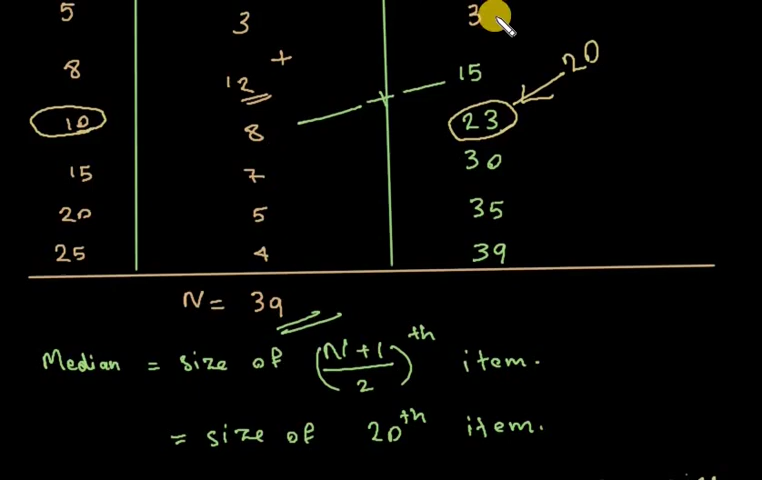 5 3 3
8 12 + 15 20
10 8 + 23
15 7 30
20 5 35
25 4 39
N = 39
Median = size of (N+1/2)th item.
= size of 20th item.